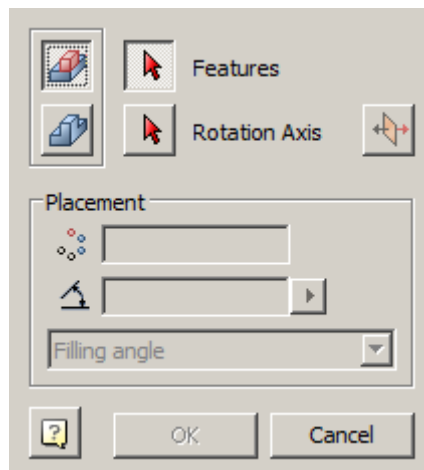 Features
Rotation Axis
Placement
Filling angle
?
OK
Cancel